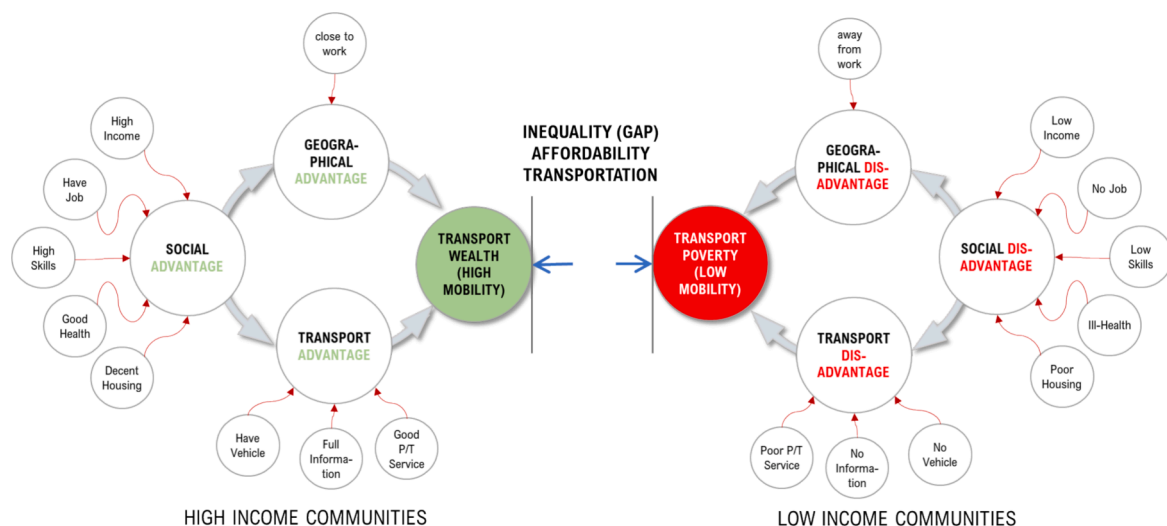 close to
work
High
Income
GEOGRA-
PHICAL
ADVANTAGE
Have
Job
High
Skills
SOCIAL
ADVANTAGE
Good
Health
Decent
Housing
TRANSPORT
ADVANTAGE
Have
Vehicle
Full
Informa-
tion
Good
P/T
Service
TRANSPORT
WEALTH
(HIGH
MOBILITY)
HIGH INCOME COMMUNITIES
INEQUALITY (GAP)
AFFORDABILITY
TRANSPORTATION
away
from
work
GEOGRA-
PHICAL DIS-
ADVANTAGE
Low
Income
No Job
TRANSPORT
POVERTY
(LOW
MOBILITY)
SOCIAL DIS-
ADVANTAGE
Low
Skills
Ill-Health
Poor
Housing
TRANSPORT
DIS-
ADVANTAGE
Poor P/T
Service
No
Informa-
tion
No
Vehicle
LOW INCOME COMMUNITIES